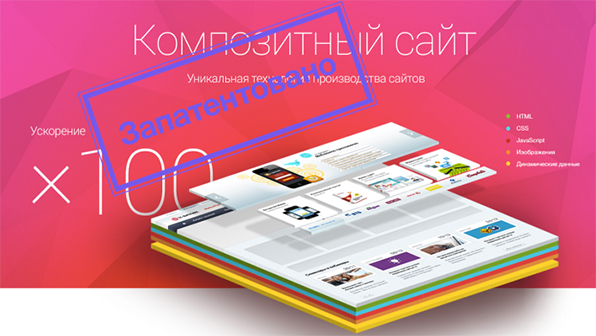 Композитный сайт
Уникальная технология производства сайтов
Запатентовано
Ускорение
×100
HTML
CSS
JavaScript
Изображения
Динамические данные